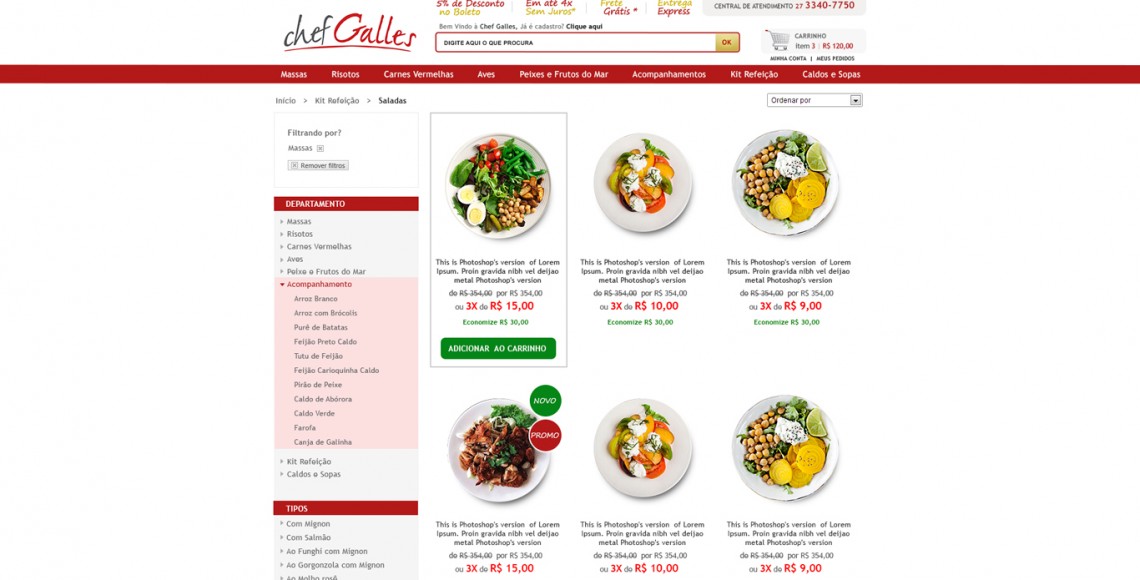 5% de Desconto
no Boleto
Em até 4x
Sem Juros*
Frete
Grátis *
Entrega
Express
CENTRAL DE ATENDIMENTO 27 3340-7750
chef Galles
Bem Vindo à Chef Galles, Já é cadastro? Clique aqui
DIGITE AQUI O QUE PROCURA
OK
CARRINHO
item 3 | R$ 120,00
MINHA CONTA | MEUS PEDIDOS
Massas Risotos Carnes Vermelhas Aves Peixes e Frutos do Mar Acompanhamentos Kit Refeição Caldos e Sopas
Início > Kit Refeição > Saladas
Ordenar por
Filtrando por?
Massas
Remover filtros
DEPARTAMENTO
Massas
Risotos
Carnes Vermelhas
Aves
Peixe e Frutos do Mar
Acompanhamento
Arroz Branco
Arroz com Brócolis
Purê de Batatas
Feijão Preto Caldo
Tutu de Feijão
Feijão Carioquinha Caldo
Pirão de Peixe
Caldo de Abórora
Caldo Verde
Farofa
Canja de Galinha
Kit Refeição
Caldos e Sopas
TIPOS
Com Mignon
Com Salmão
Ao Funghi com Mignon
Ao Gorgonzola com Mignon
Ao Molho rosê
This is Photoshop's version of Lorem
Ipsum. Proin gravida nibh vel deljao
metal Photoshop's version
de R$ 354,00 por R$ 354,00
ou 3X de R$ 15,00
Economize R$ 30,00
ADICIONAR AO CARRINHO
This is Photoshop's version of Lorem
Ipsum. Proin gravida nibh vel deljao
metal Photoshop's version
de R$ 354,00 por R$ 354,00
ou 3X de R$ 10,00
Economize R$ 30,00
This is Photoshop's version of Lorem
Ipsum. Proin gravida nibh vel deljao
metal Photoshop's version
de R$ 354,00 por R$ 354,00
ou 3X de R$ 9,00
Economize R$ 30,00
NOVO
PROMO
This is Photoshop's version of Lorem
Ipsum. Proin gravida nibh vel deljao
metal Photoshop's version
de R$ 354,00 por R$ 354,00
ou 3X de R$ 15,00
This is Photoshop's version of Lorem
Ipsum. Proin gravida nibh vel deljao
metal Photoshop's version
de R$ 354,00 por R$ 354,00
ou 3X de R$ 10,00
This is Photoshop's version of Lorem
Ipsum. Proin gravida nibh vel deljao
metal Photoshop's version
de R$ 354,00 por R$ 354,00
ou 3X de R$ 9,00